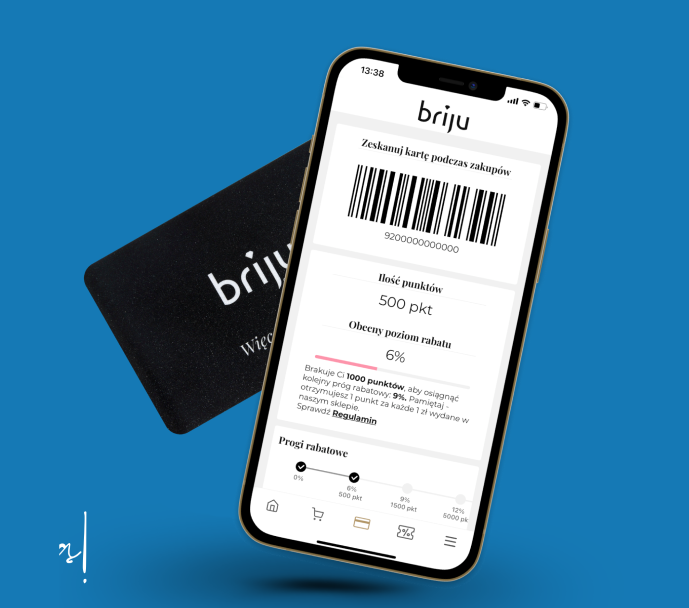 13:38
briju
Zeskanuj kartę podczas zakupów
9200000000000
Ilość punktów
500 pkt
Obecny poziom rabatu
6%
Brakuje Ci 1000 punktów, aby osiągnąć
kolejny próg rabatowy: 9%. Pamiętaj -
otrzymujesz 1 punkt za każde 1 zł wydane w
naszym sklepie.
Sprawdź Regulamin
Progi rabatowe
0%
6%
500 pkt
9%
1500 pkt
12%
5000 pk
briju
Więc